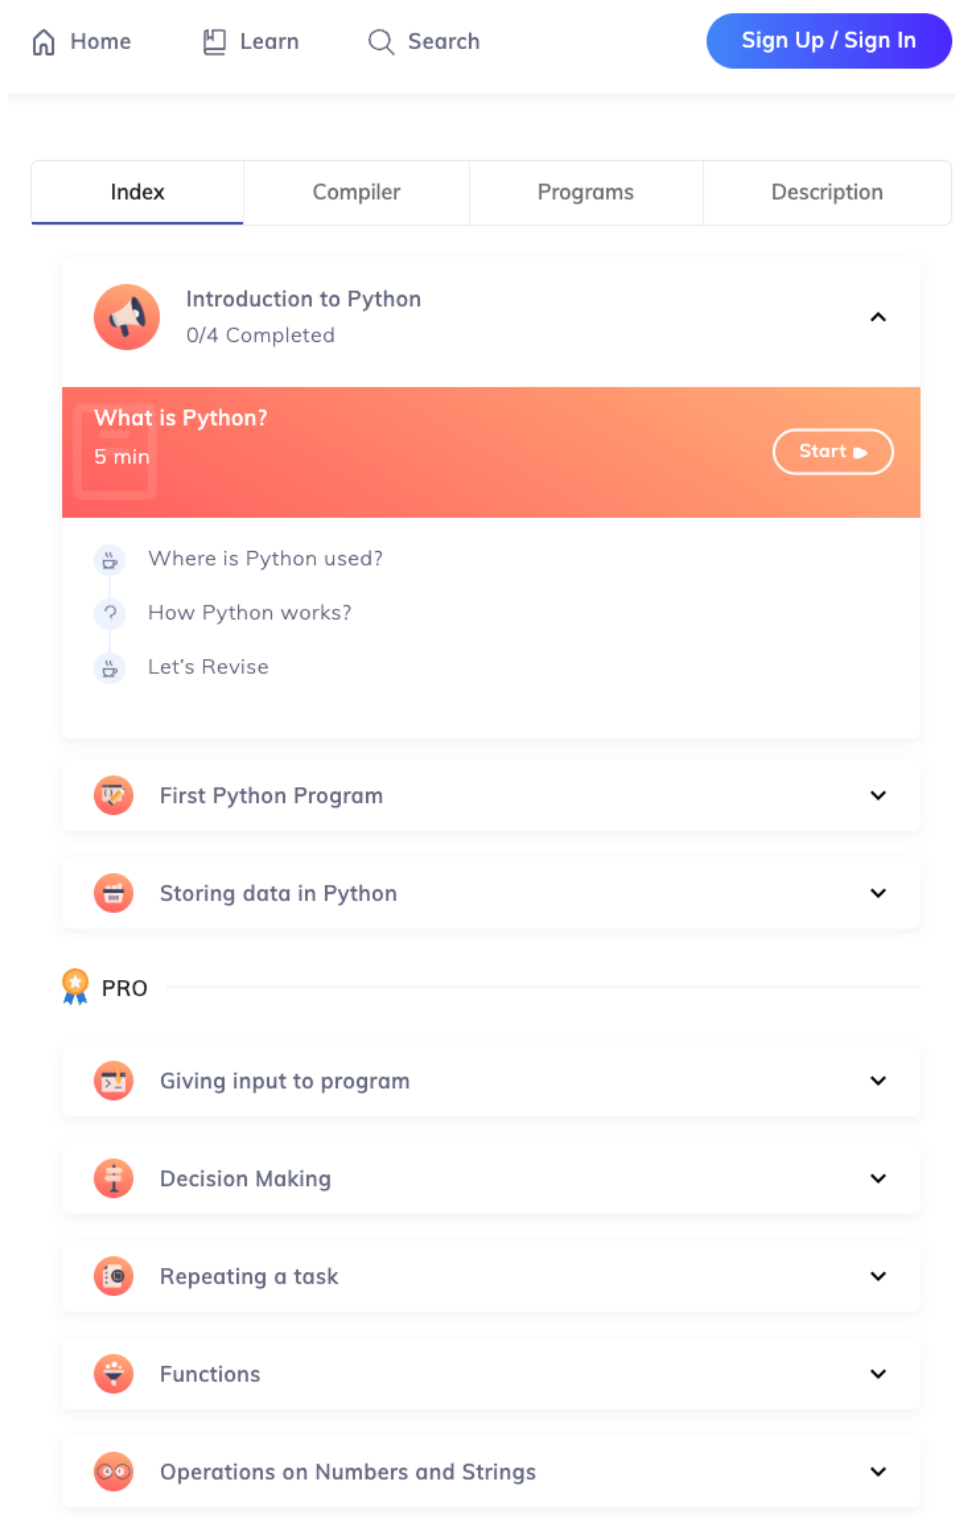 Home Learn Search Sign Up / Sign In
Index Compiler Programs Description
Introduction to Python
0/4 Completed
What is Python?
5 min
Start
Where is Python used?
How Python works?
Let's Revise
First Python Program
Storing data in Python
PRO
Giving input to program
Decision Making
Repeating a task
Functions
Operations on Numbers and Strings